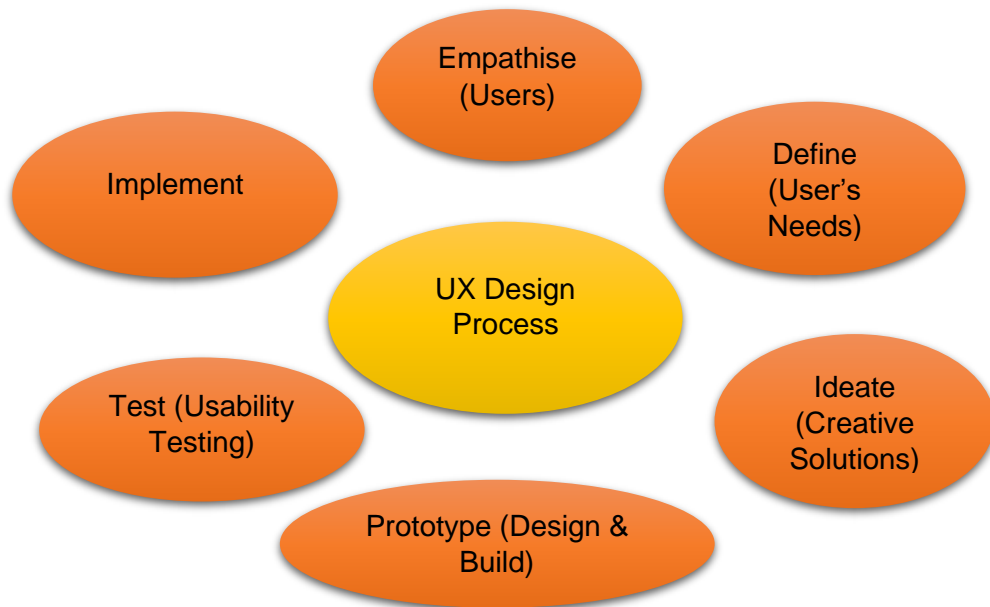 Empathise
(Users)
Define
(User’s
Needs)
Ideate
(Creative
Solutions)
Prototype (Design &
Build)
Test (Usability
Testing)
Implement
UX Design
Process